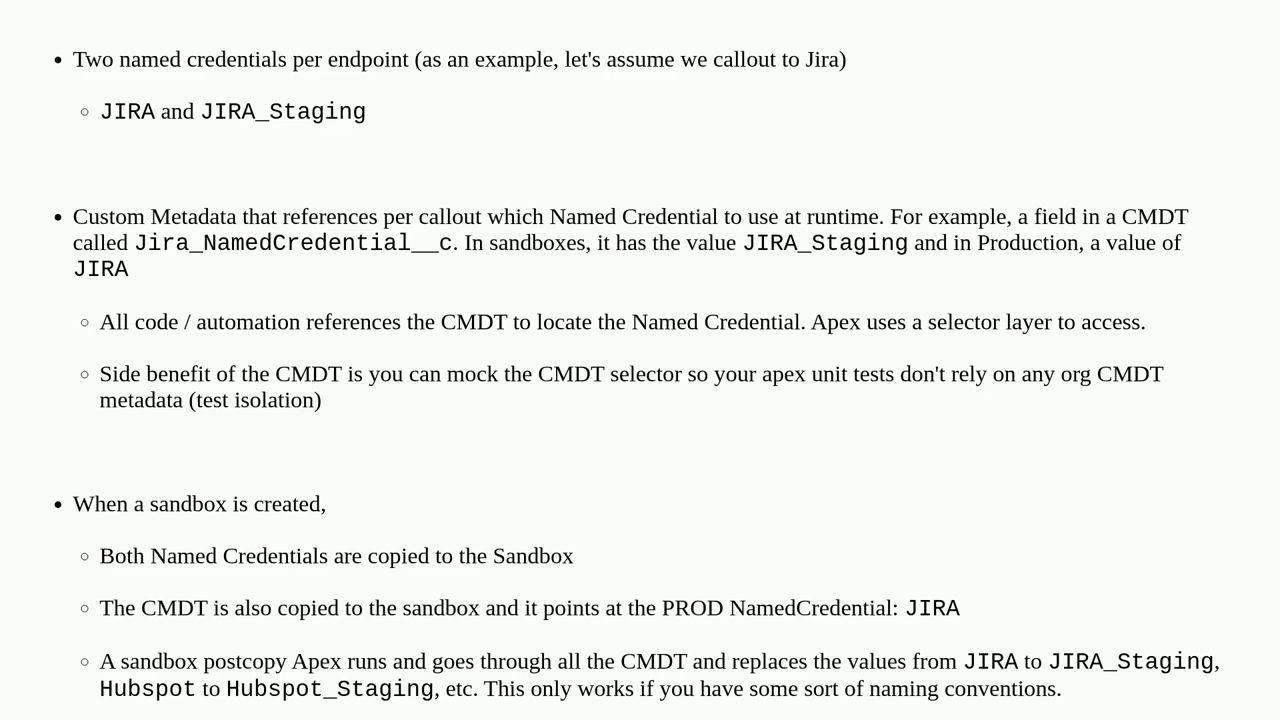 • Two named credentials per endpoint (as an example, let's assume we callout to Jira)
◦ JIRA and JIRA_Staging
• Custom Metadata that references per callout which Named Credential to use at runtime. For example, a field in a CMDT
called Jira_NamedCredential__c. In sandboxes, it has the value JIRA_Staging and in Production, a value of
JIRA
◦ All code / automation references the CMDT to locate the Named Credential. Apex uses a selector layer to access.
◦ Side benefit of the CMDT is you can mock the CMDT selector so your apex unit tests don't rely on any org CMDT
metadata (test isolation)
• When a sandbox is created,
◦ Both Named Credentials are copied to the Sandbox
◦ The CMDT is also copied to the sandbox and it points at the PROD NamedCredential: JIRA
◦ A sandbox postcopy Apex runs and goes through all the CMDT and replaces the values from JIRA to JIRA_Staging,
Hubspot to Hubspot_Staging, etc. This only works if you have some sort of naming conventions.